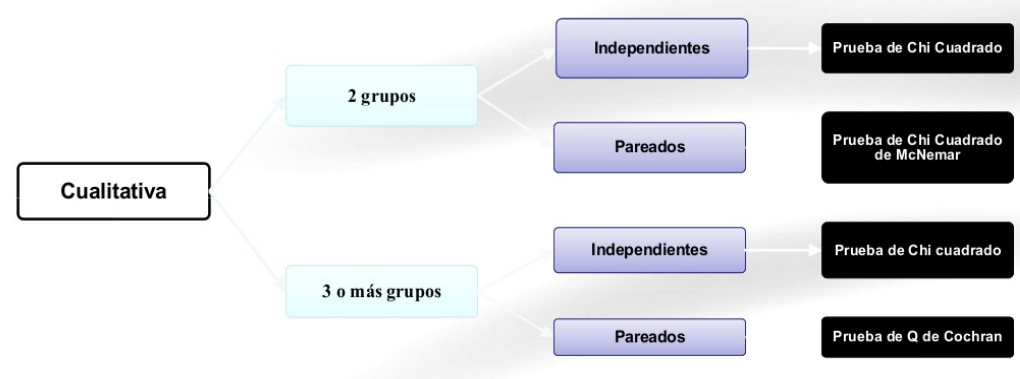 Cualitativa
2 grupos
Independientes
Prueba de Chi Cuadrado
Pareados
Prueba de Chi Cuadrado
de McNemar
3 o más grupos
Independientes
Prueba de Chi cuadrado
Pareados
Prueba de Q de Cochran